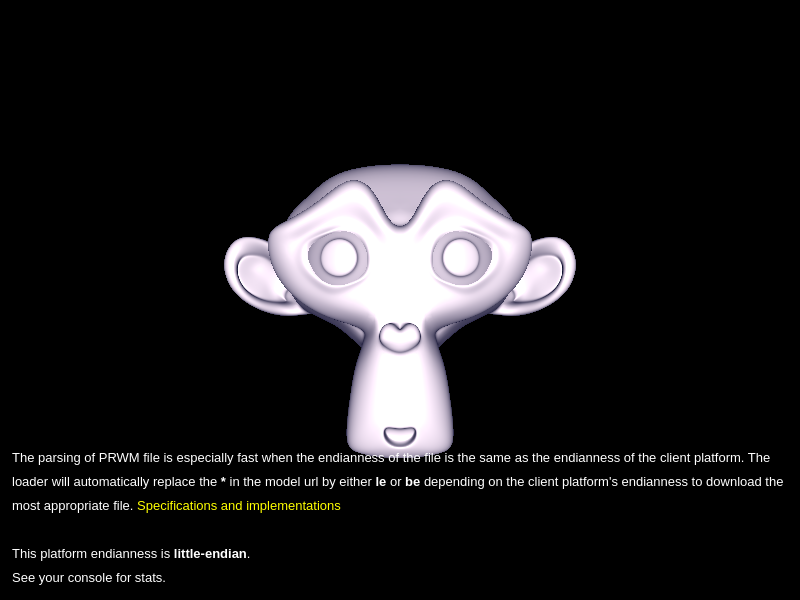 The parsing of PRWM file is especially fast when the endianness of the file is the same as the endianness of the client platform. The
loader will automatically replace the * in the model url by either le or be depending on the client platform's endianness to download the
most appropriate file. Specifications and implementations
This platform endianness is little-endian.
See your console for stats.